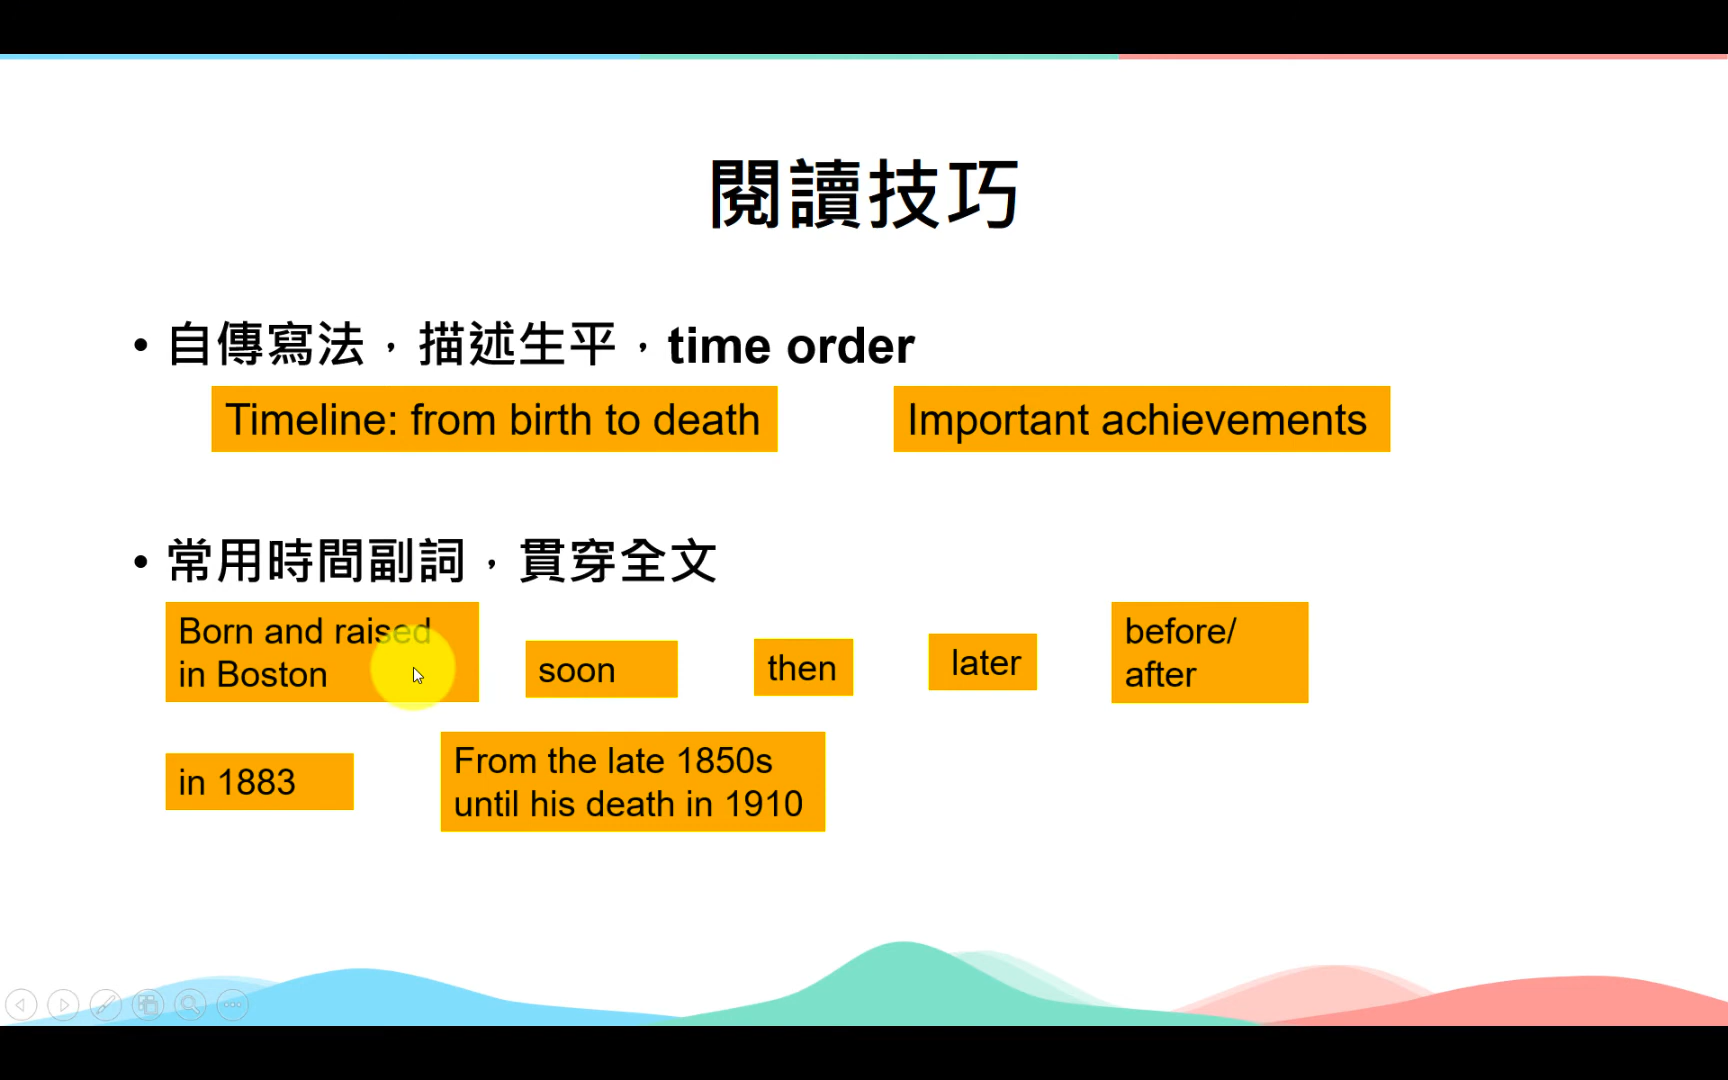 閱讀技巧
• 自傳寫法，描述生平，time order
Timeline: from birth to death
Important achievements
• 常用時間副詞，貫穿全文
Born and raised
in Boston
soon
then
later
before/
after
in 1883
From the late 1850s
until his death in 1910